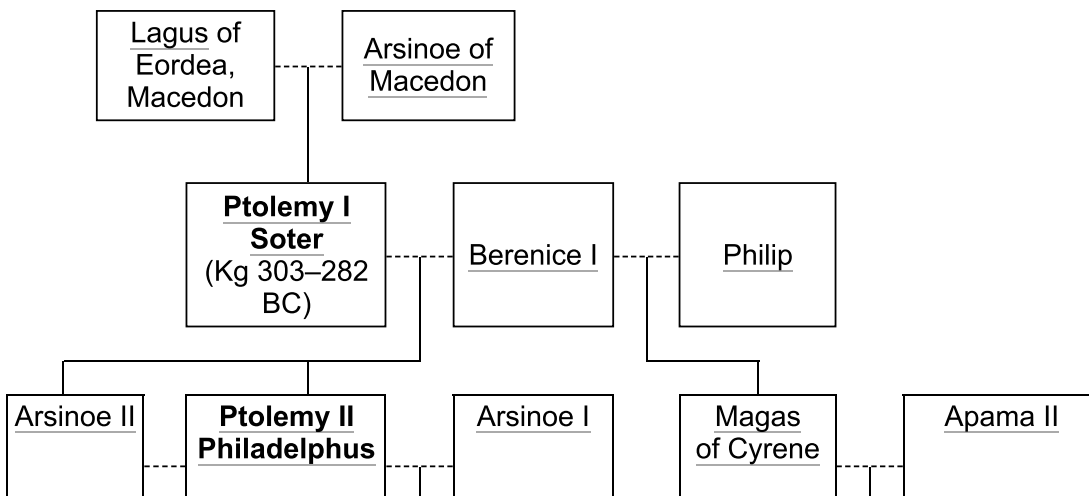 Lagus of
Eordea,
Macedon
Arsinoe of
Macedon
Ptolemy I
Soter
(Kg 303–282
BC)
Berenice I
Philip
Arsinoe II
Ptolemy II
Philadelphus
Arsinoe I
Magas
of Cyrene
Apama II